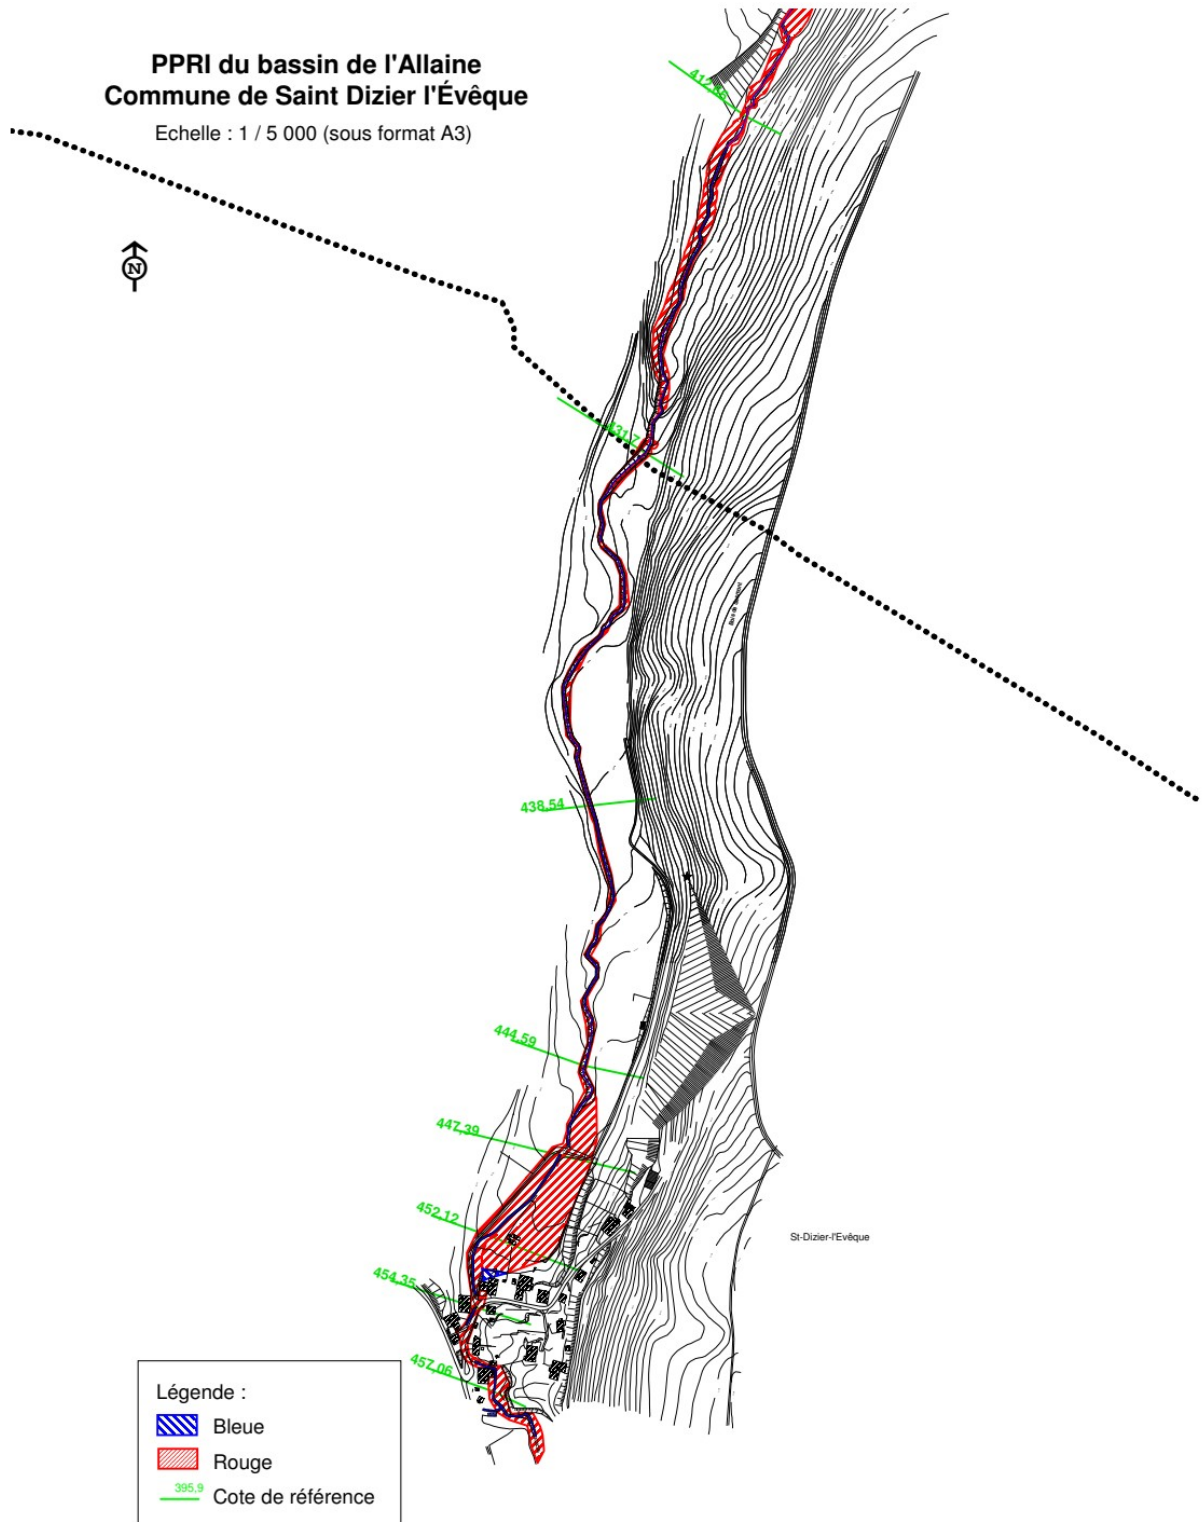 PPRI du bassin de l'Allaine
Commune de Saint Dizier l'Évêque
Echelle : 1 / 5 000 (sous format A3)
N
431,7
438,54
444,59
447,39
452,12
St-Dizier-l'Evêque
454,35
457,06
Légende :
Bleue
Rouge
395,9
Cote de référence